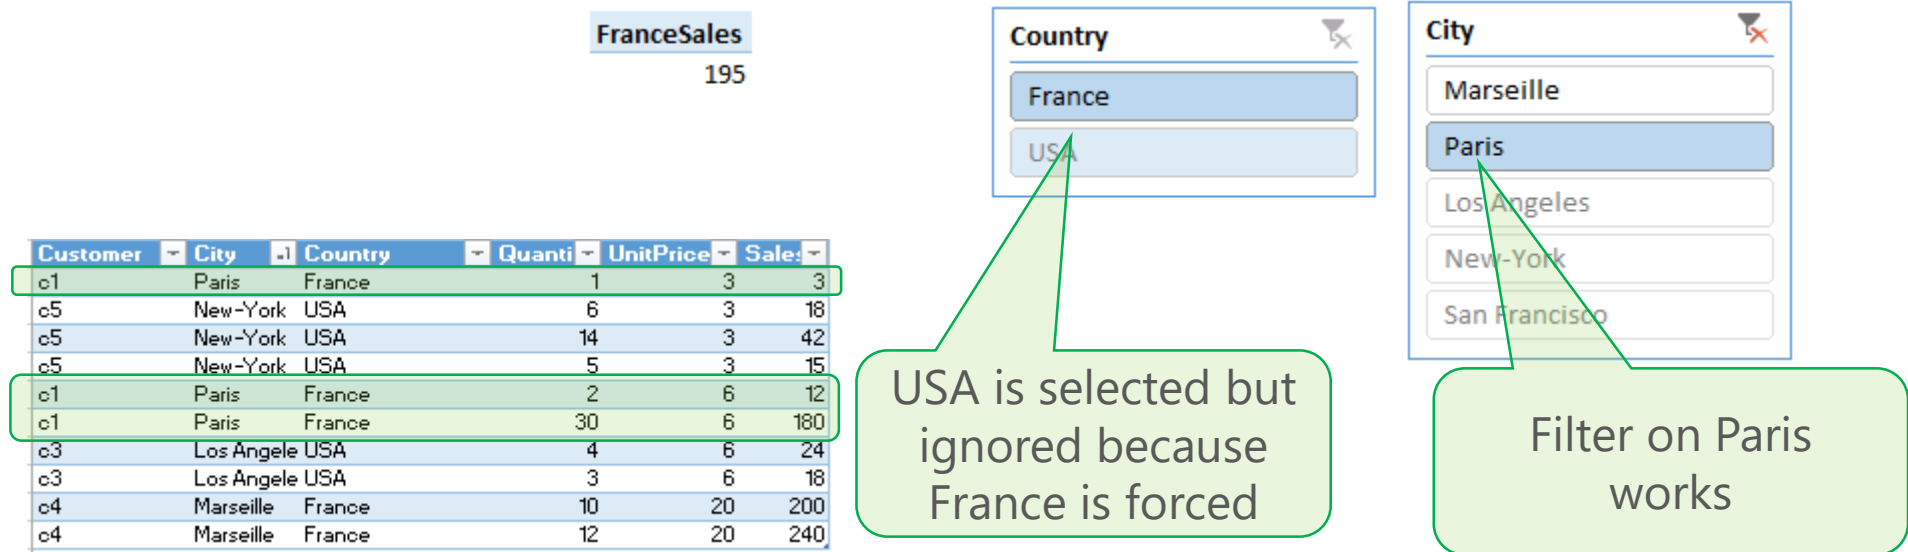 FranceSales
195
Country
France
USA
City
Marseille
Paris
Los Angeles
New-York
San Francisco
Customer City Country Quanti UnitPrice Sales
c1 Paris France 1 3 3
c5 New-York USA 6 3 18
c5 New-York USA 14 3 42
c5 New-York USA 5 3 15
c1 Paris France 2 6 12
c1 Paris France 30 6 180
c3 Los Angele USA 4 6 24
c3 Los Angele USA 3 6 18
c4 Marseille France 10 20 200
c4 Marseille France 12 20 240
USA is selected but
ignored because
France is forced
Filter on Paris
works